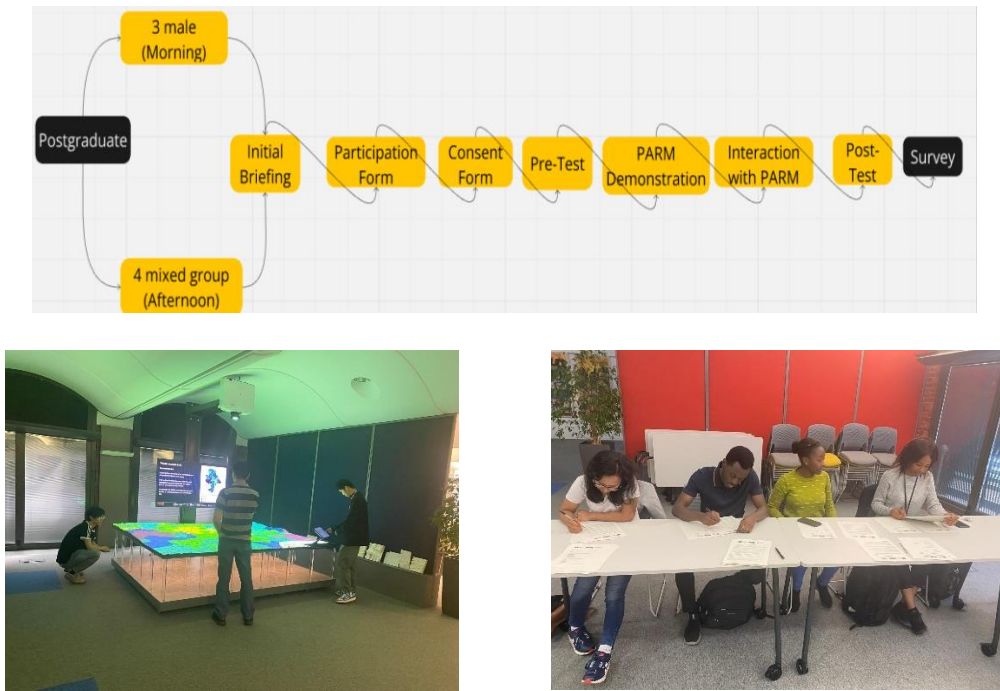 3 male
(Morning)
Postgraduate
Initial
Briefing
Participation
Form
Consent
Form
Pre-Test
PARM
Demonstration
Interaction
with PARM
Post-
Test
Survey
4 mixed group
(Afternoon)